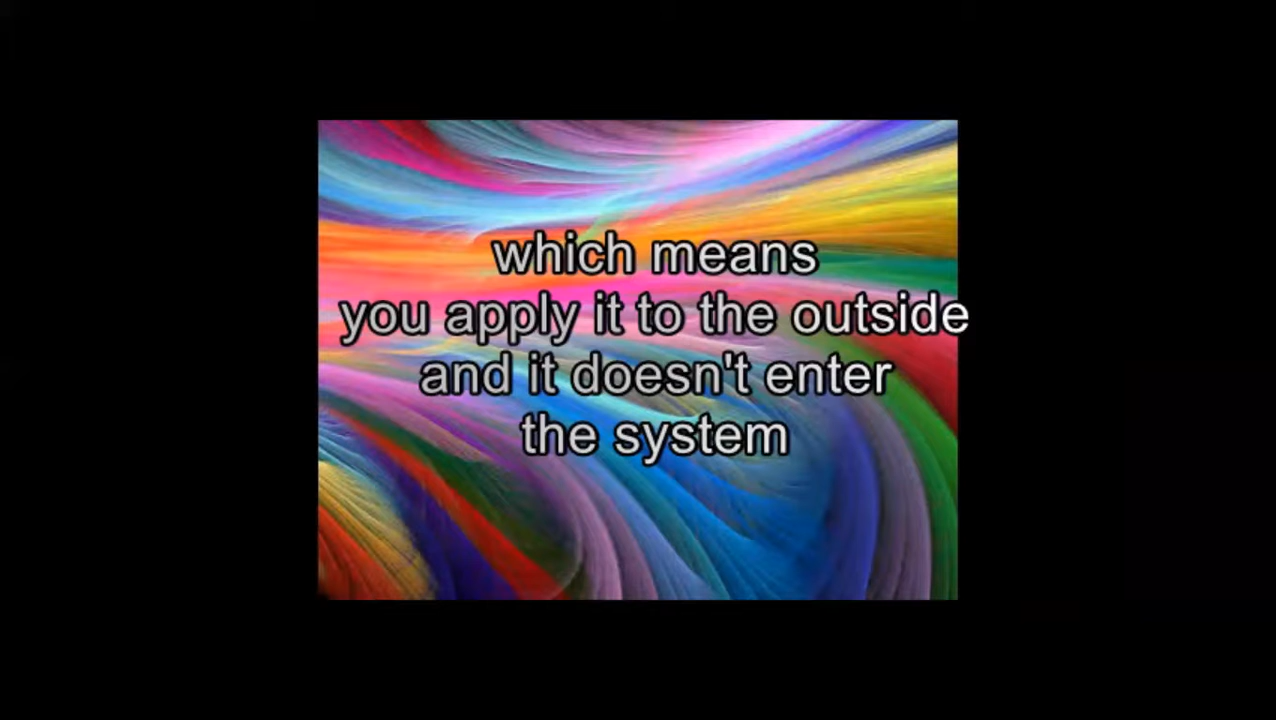 which means
you apply it to the outside
and it doesn't enter
the system